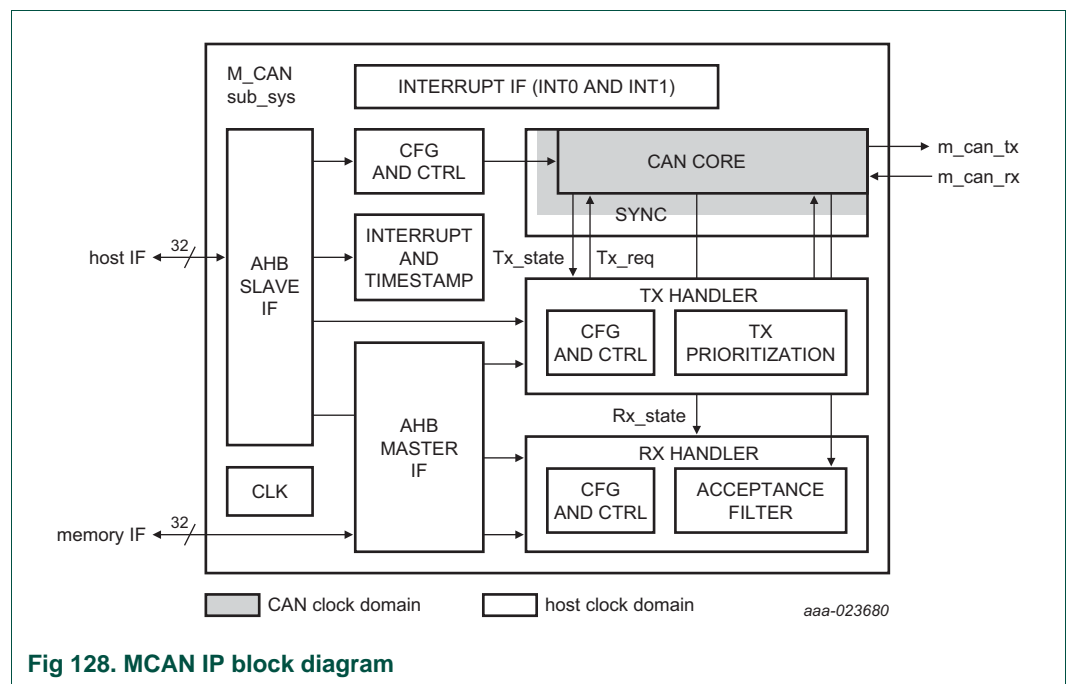 M_CAN
sub_sys
INTERRUPT IF (INT0 AND INT1)
CFG
AND CTRL
CAN CORE
SYNC
m_can_tx
m_can_rx
host IF
32
AHB
SLAVE
IF
INTERRUPT
AND
TIMESTAMP
Tx_state
Tx_req
TX HANDLER
CFG
AND CTRL
TX
PRIORITIZATION
AHB
MASTER
IF
Rx_state
RX HANDLER
CFG
AND CTRL
ACCEPTANCE
FILTER
CLK
memory IF
32
CAN clock domain
host clock domain
aaa-023680
Fig 128. MCAN IP block diagram